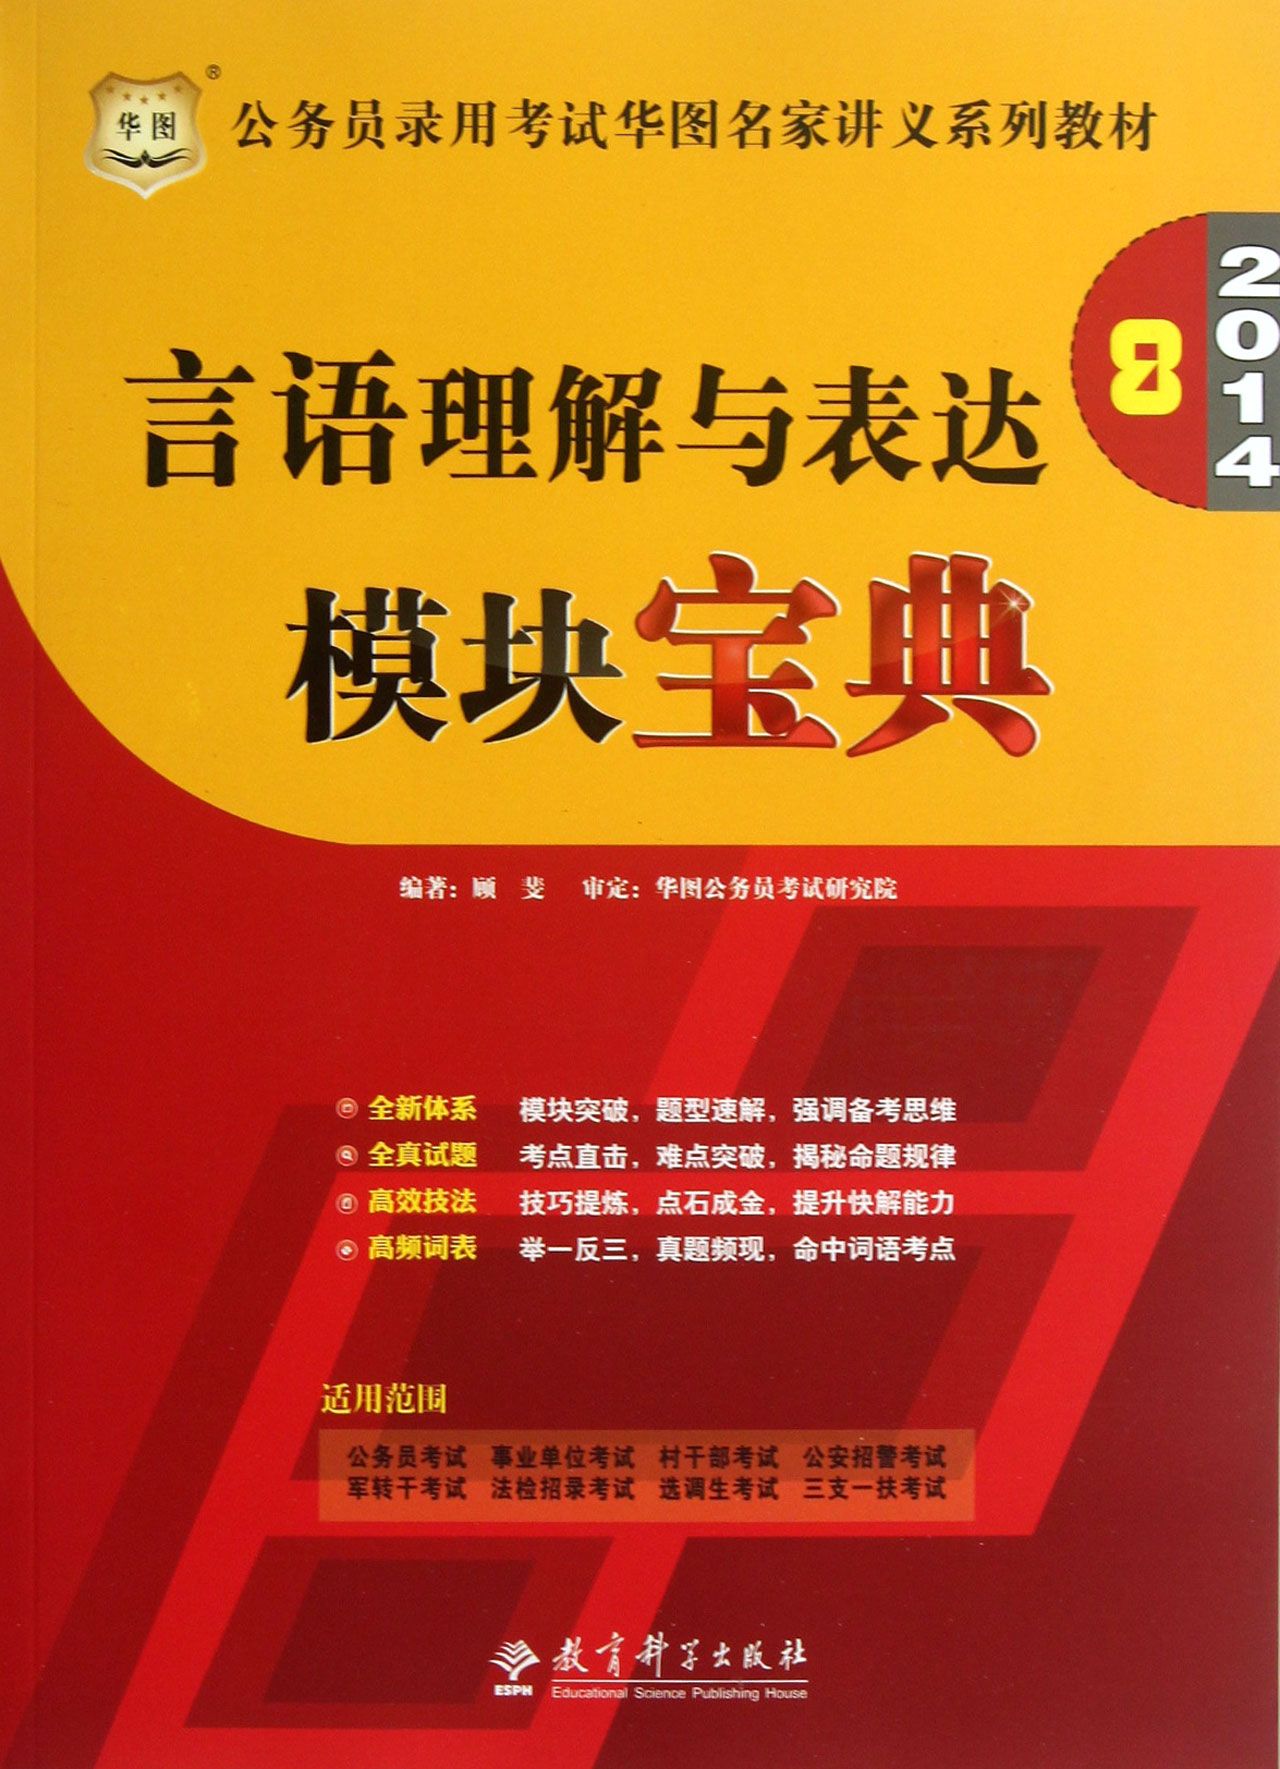 华图
®
公务员录用考试华图名家讲义系列教材
2014
8
言语理解与表达
模块宝典
编著：顾 斐 审定：华图公务员考试研究院
全新体系 模块突破，题型速解，强调备考思维
全真试题 考点直击，难点突破，揭秘命题规律
高效技法 技巧提炼，点石成金，提升快解能力
高频词表 举一反三，真题频现，命中词语考点
适用范围
公务员考试 事业单位考试 村干部考试 公安招警考试
军转干考试 法检招录考试 选调生考试 三支一扶考试
教育科学出版社
ESPH
Educational Science Publishing House